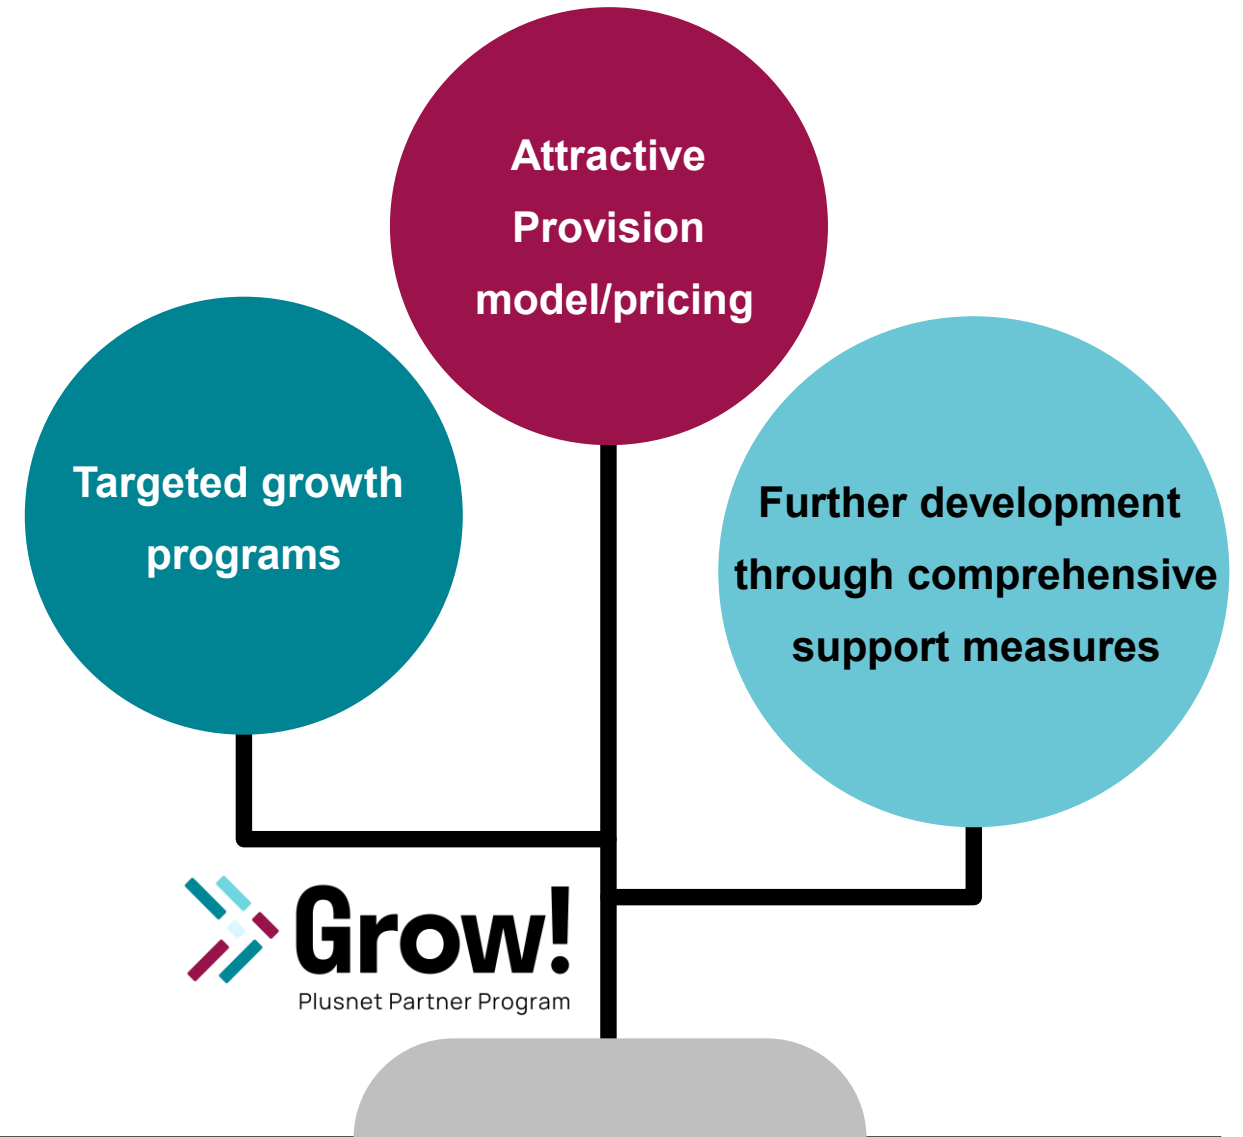 Attractive
Provision
model/pricing
Targeted growth
programs
Further development
through comprehensive
support measures
Grow!
Plusnet Partner Program